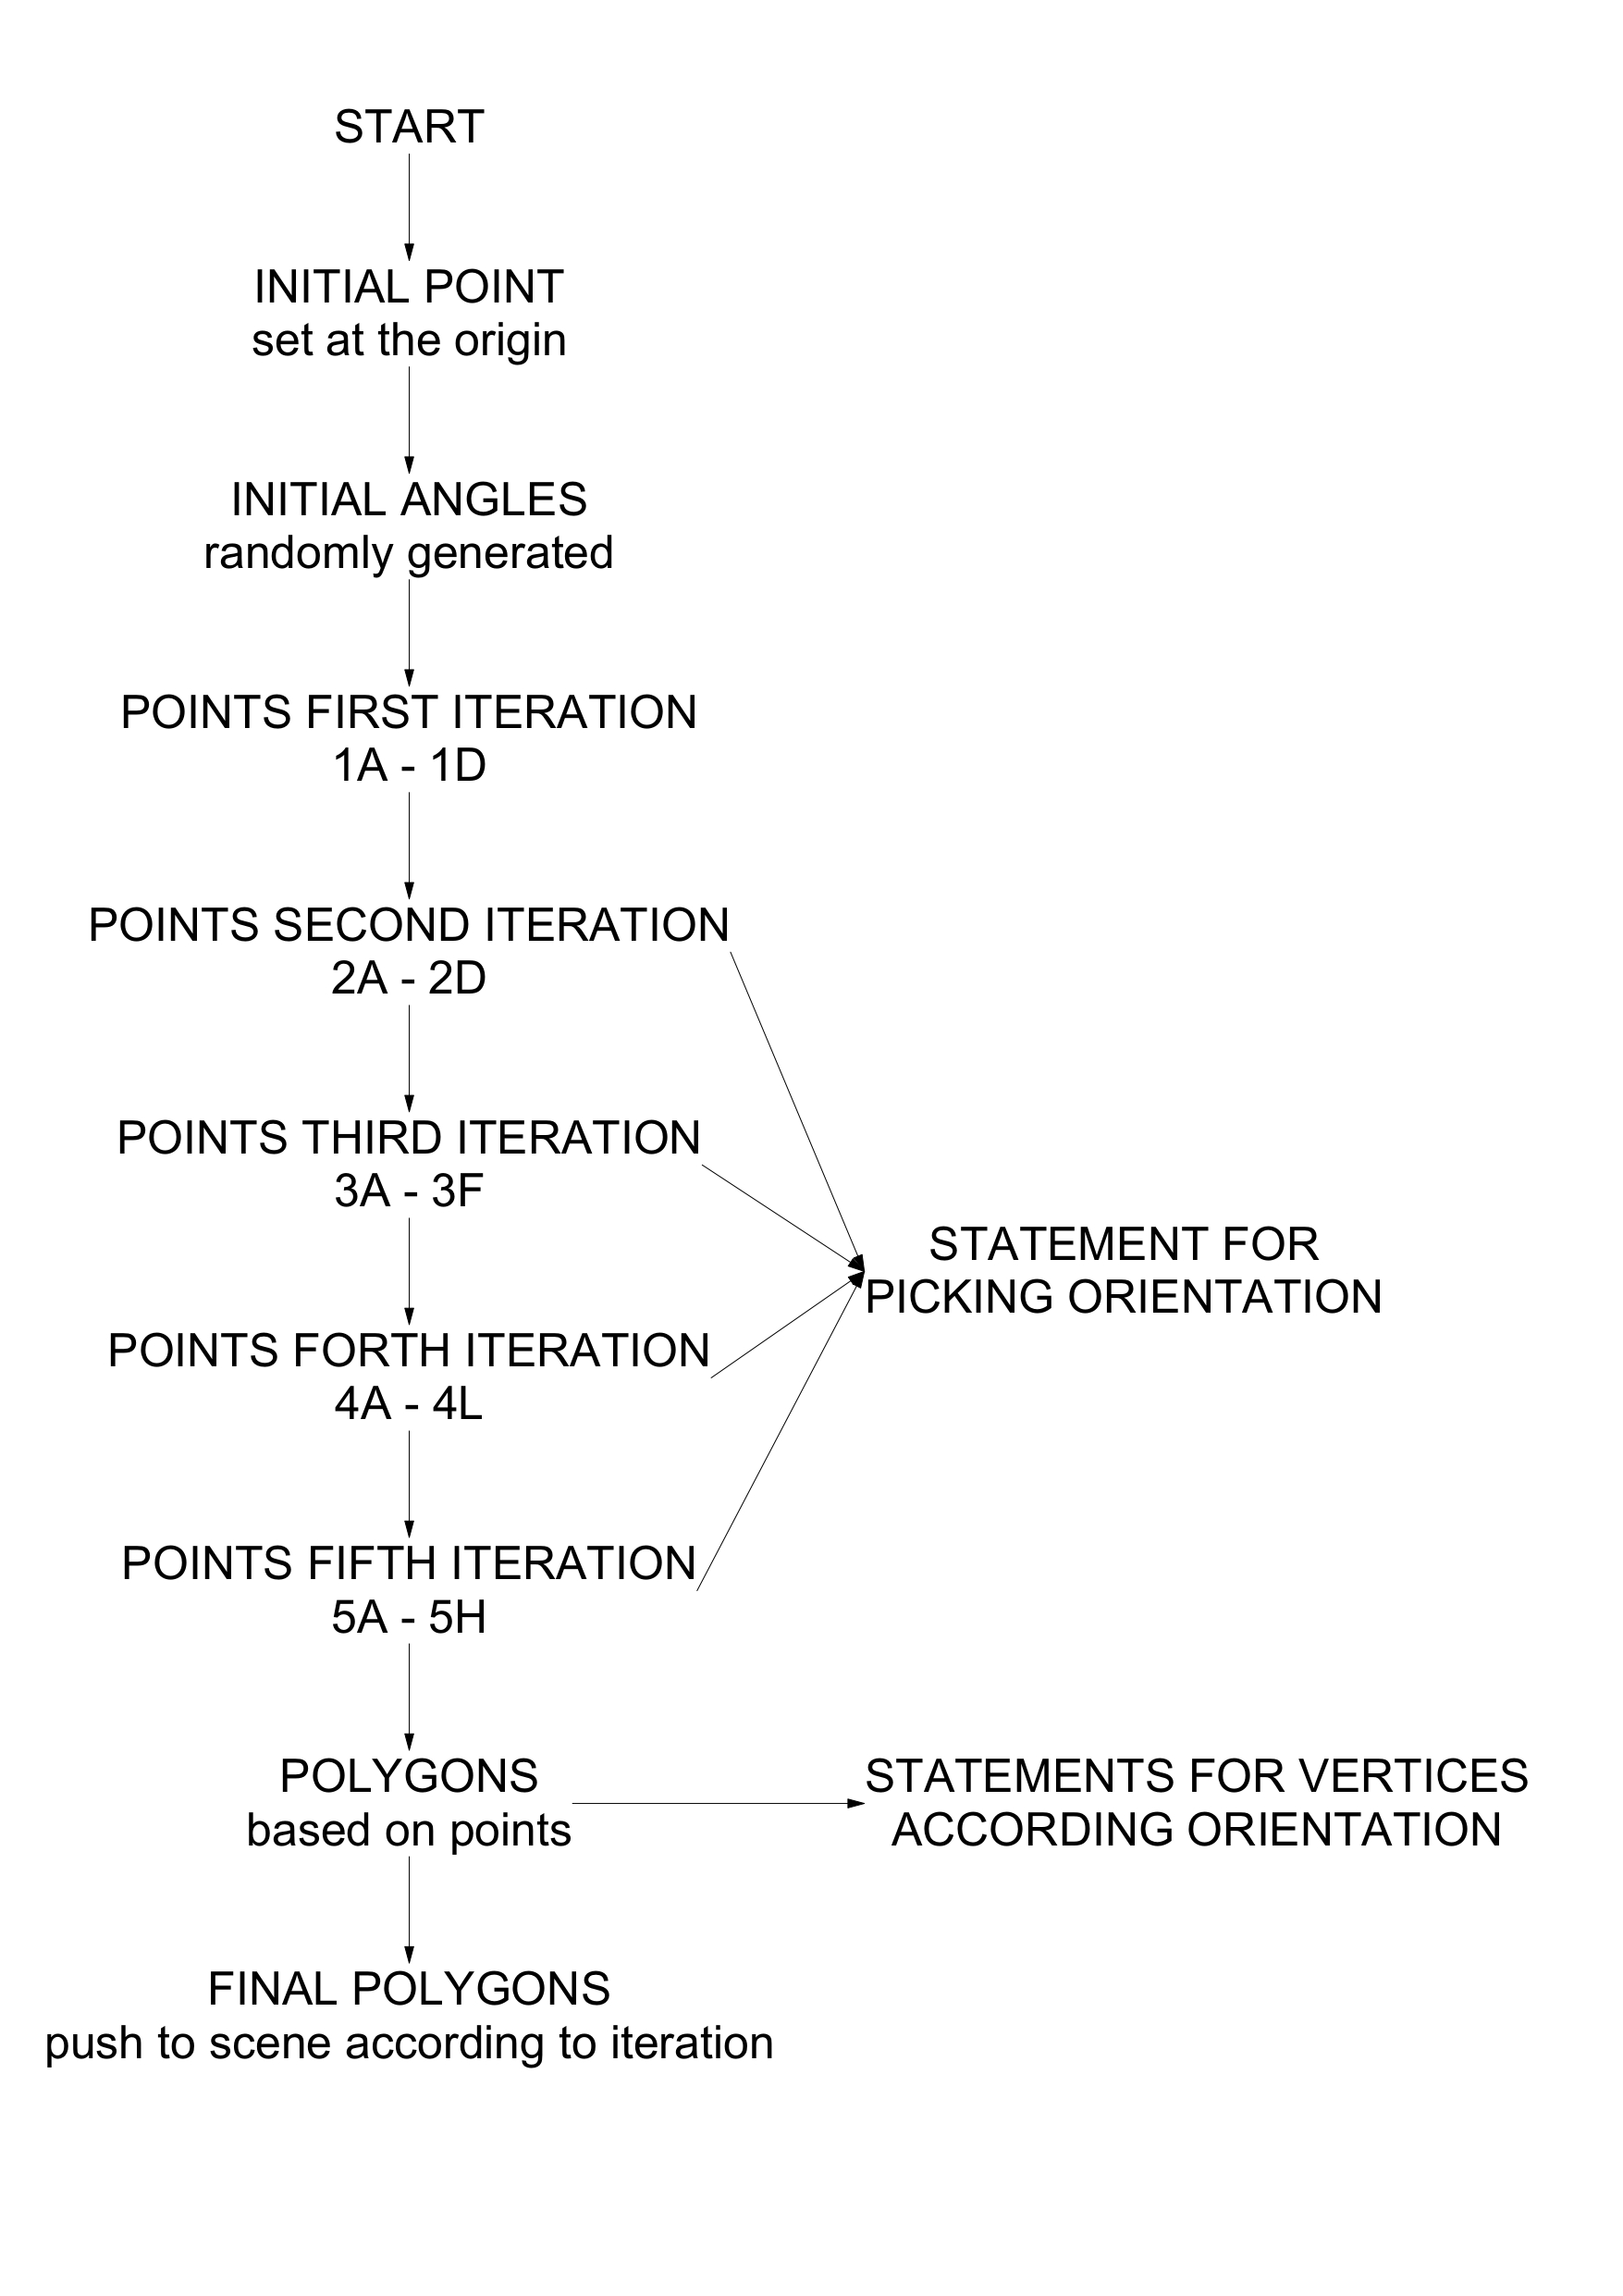 START
INITIAL POINT
set at the origin
INITIAL ANGLES
randomly generated
POINTS FIRST ITERATION
1A - 1D
POINTS SECOND ITERATION
2A - 2D
POINTS THIRD ITERATION
3A - 3F
STATEMENT FOR
PICKING ORIENTATION
POINTS FORTH ITERATION
4A - 4L
POINTS FIFTH ITERATION
5A - 5H
POLYGONS
based on points
STATEMENTS FOR VERTICES
ACCORDING ORIENTATION
FINAL POLYGONS
push to scene according to iteration